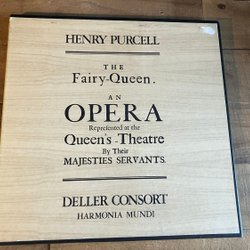 HENRY PURCELL
THE
Fairy-Queen.
AN
OPERA
Repreſented at the
Queen's-Theatre
By Their
MAJESTIES SERVANTS.
DELLER CONSORT
HARMONIA MUNDI